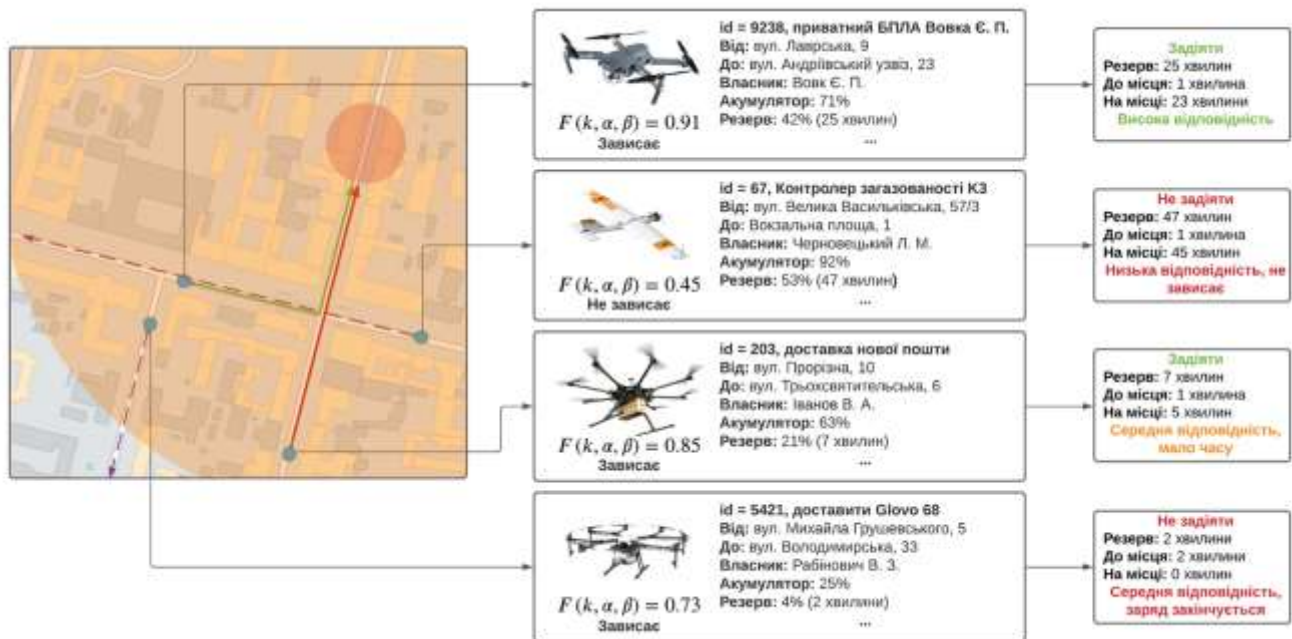 id = 9238, приватний БПЛА Вовка Є. П.
Від: вул. Лаврська, 9
До: вул. Андріївський узвіз, 23
Власник: Вовк Є. П.
Акумулятор: 71%
Резерв: 42% (25 хвилин)
...
F (k, α, β) = 0.91
Зависає
Задіяти
Резерв: 25 хвилин
До місця: 1 хвилина
На місці: 23 хвилини
Висока відповідність
id = 67, Контролер загазованості К3
Від: вул. Велика Васильківська, 57/3
До: Вокзальна площа, 1
Власник: Черновецький Л. М.
Акумулятор: 92%
Резерв: 53% (47 хвилин)
...
F (k, α, β) = 0.45
Не зависає
Не задіяти
Резерв: 47 хвилин
До місця: 1 хвилина
На місці: 45 хвилин
Низька відповідність, не
зависає
id = 203, доставка нової пошти
Від: вул. Прорізна, 10
До: вул. Трьохсвятительська, 6
Власник: Іванов В. А.
Акумулятор: 63%
Резерв: 21% (7 хвилин)
...
F (k, α, β) = 0.85
Зависає
Задіяти
Резерв: 7 хвилин
До місця: 1 хвилина
На місці: 5 хвилин
Середня відповідність,
мало часу
id = 5421, доставити Glovo 68
Від: вул. Михайла Грушевського, 5
До: вул. Володимирська, 33
Власник: Рабінович В. З.
Акумулятор: 25%
Резерв: 4% (2 хвилини)
...
F (k, α, β) = 0.73
Зависає
Не задіяти
Резерв: 2 хвилини
До місця: 2 хвилини
На місці: 0 хвилин
Середня відповідність,
заряд закінчується